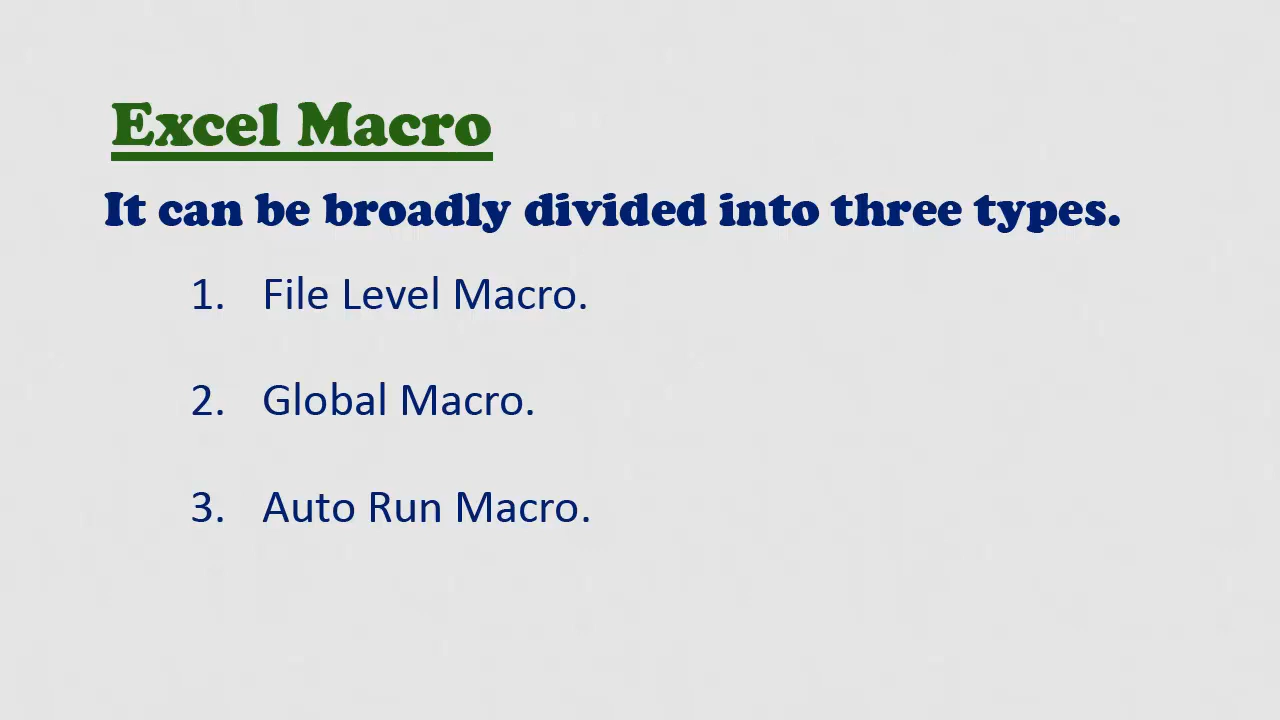 Excel Macro
It can be broadly divided into three types.
1. File Level Macro.
2. Global Macro.
3. Auto Run Macro.